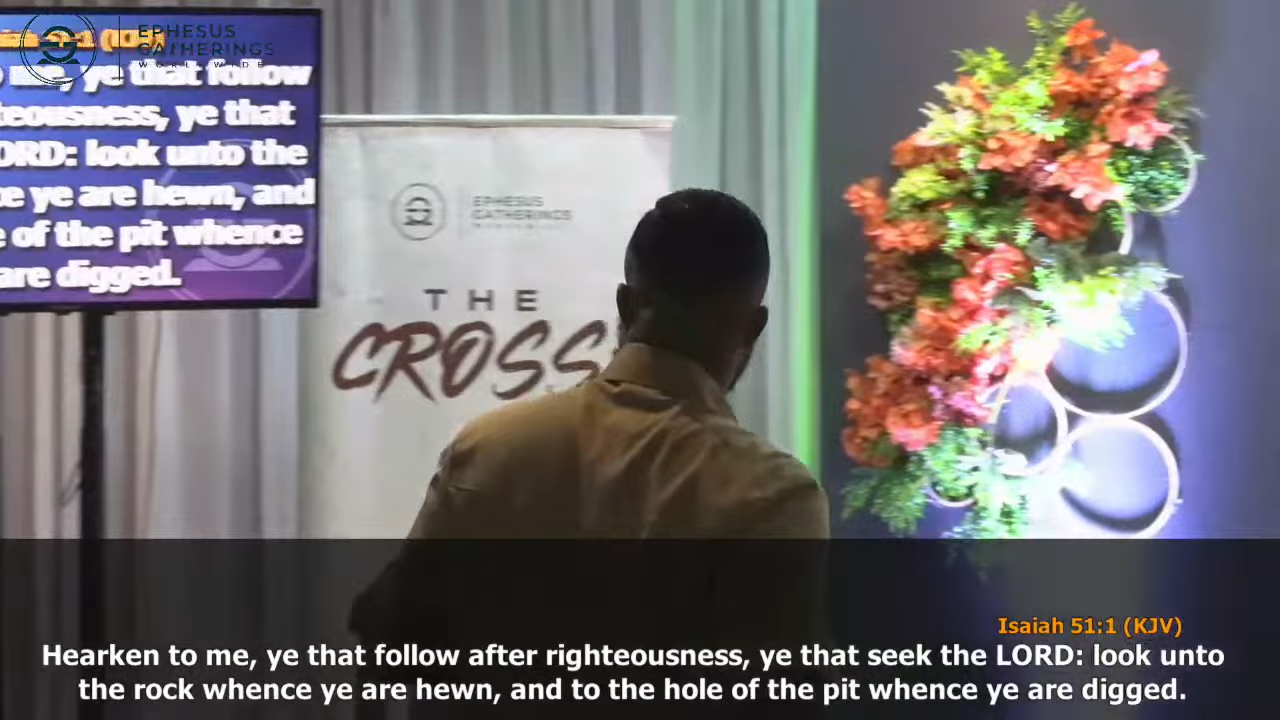 EPHESUS
GATHERINGS
WORLDWIDE
me, ye that follow
teousness, ye that
ORD: look unto the
e ye are hewn, and
e of the pit whence
are digged.
EPHESUS
GATHERINGS
THE
CROSS
Isaiah 51:1 (KJV)
Hearken to me, ye that follow after righteousness, ye that seek the LORD: look unto
the rock whence ye are hewn, and to the hole of the pit whence ye are digged.